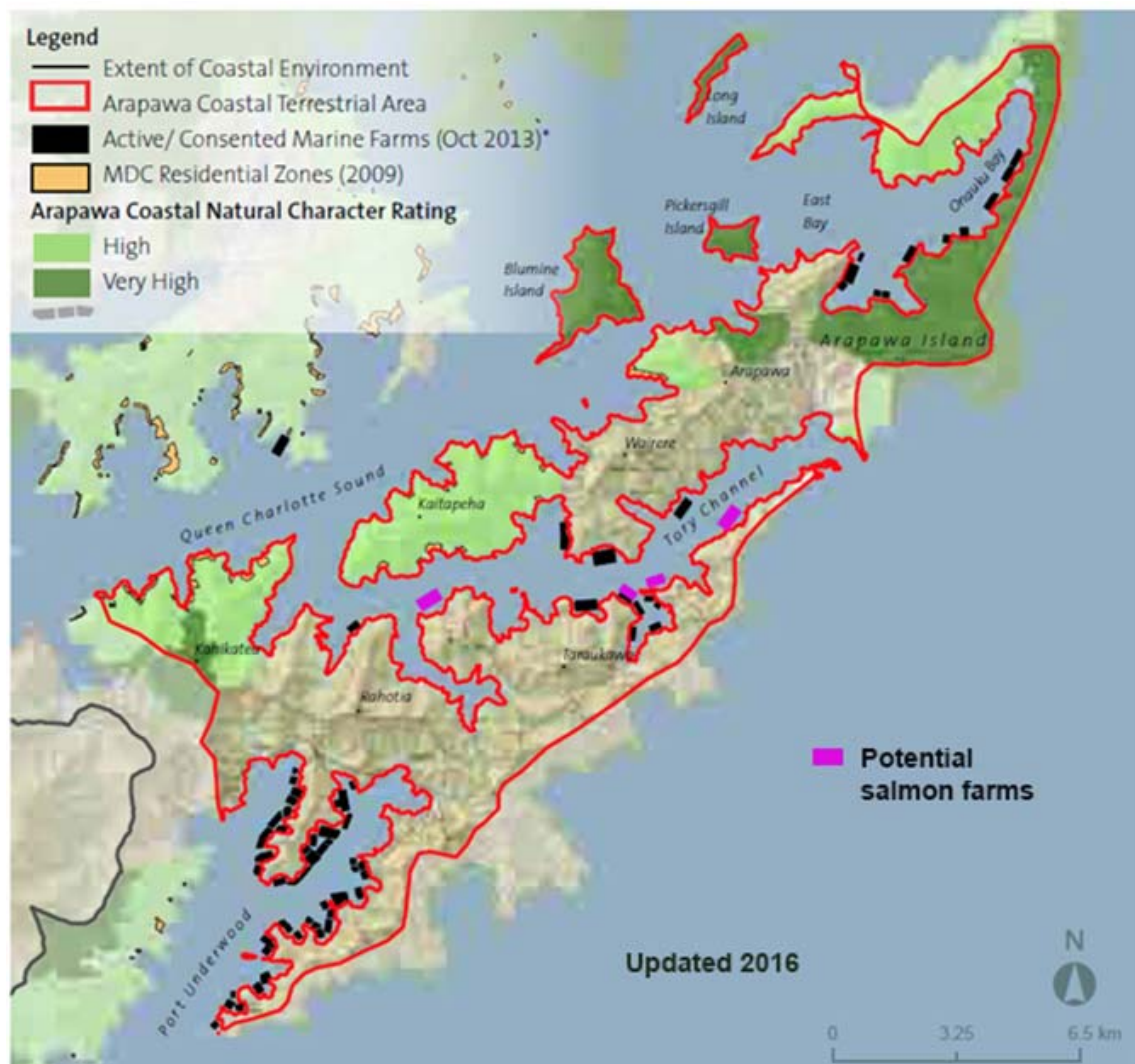 Legend
Extent of Coastal Environment
Arapawa Coastal Terrestrial Area
Active/ Consented Marine Farms (Oct 2013)*
MDC Residential Zones (2009)
Arapawa Coastal Natural Character Rating
High
Very High
Long
Island
Onauku Bay
East
Bay
Pickersgill
Island
Blumine
Island
Arapawa Island
Arapawa
Wairere
Kaitapeha
Queen Charlotte Sound
Tory Channel
Kahikatea
Taraukawa
Rahotia
Potential
salmon farms
Port Underwood
Updated 2016
N
0 3.25 6.5 km